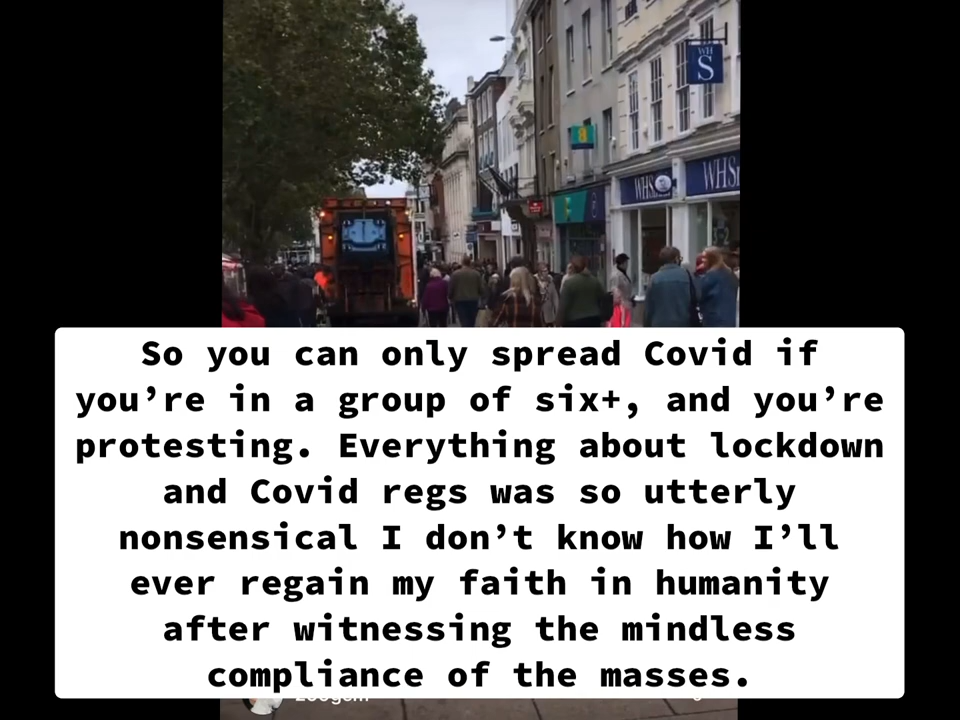 WH
S
WHS
WHS
So you can only spread Covid if
you’re in a group of six+, and you’re
protesting. Everything about lockdown
and Covid regs was so utterly
nonsensical I don’t know how I’ll
ever regain my faith in humanity
after witnessing the mindless
compliance of the masses.